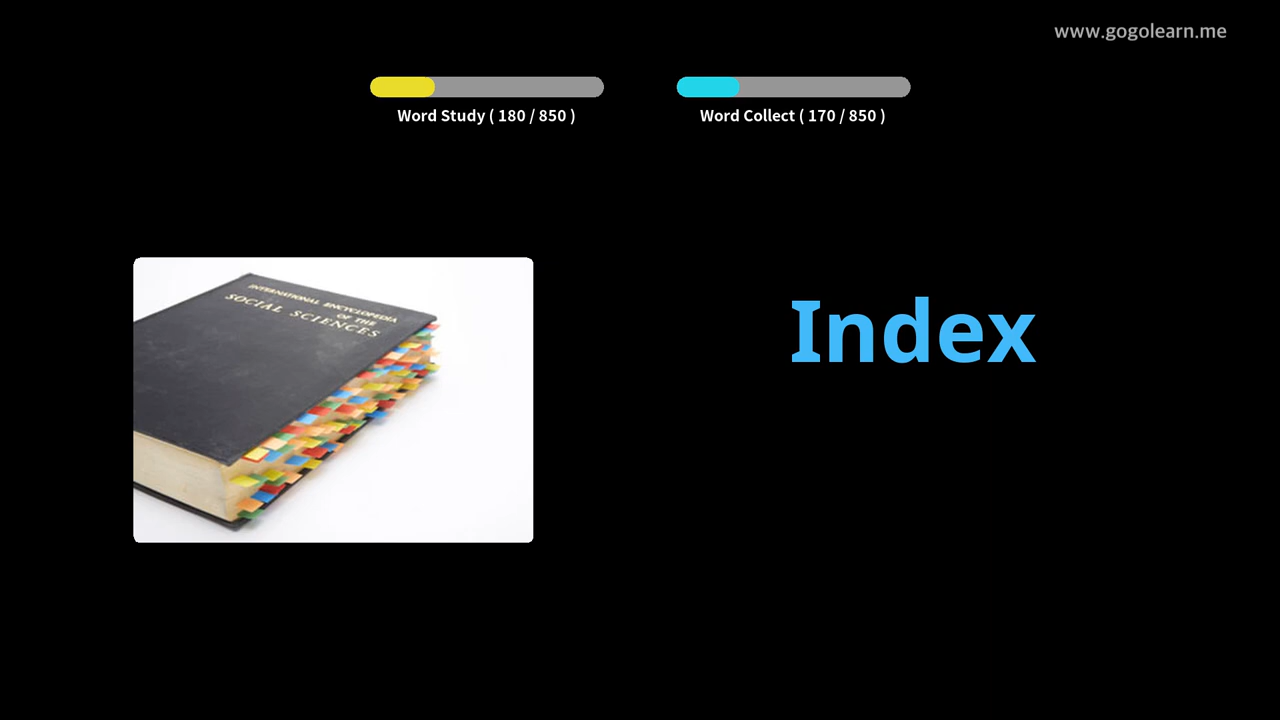 www.gogolearn.me
Word Study ( 180 / 850 )
Word Collect ( 170 / 850 )
INTERNATIONAL ENCYCLOPEDIA
OF THE
SOCIAL SCIENCES
Index